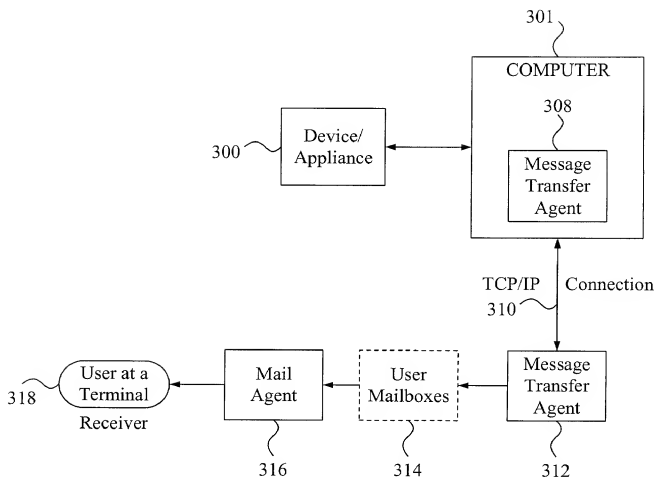 301
COMPUTER
308
Device/
Appliance
300
Message
Transfer
Agent
TCP/IP Connection
310
User at a
Terminal
318
Receiver
Mail
Agent
316
User
Mailboxes
314
Message
Transfer
Agent
312